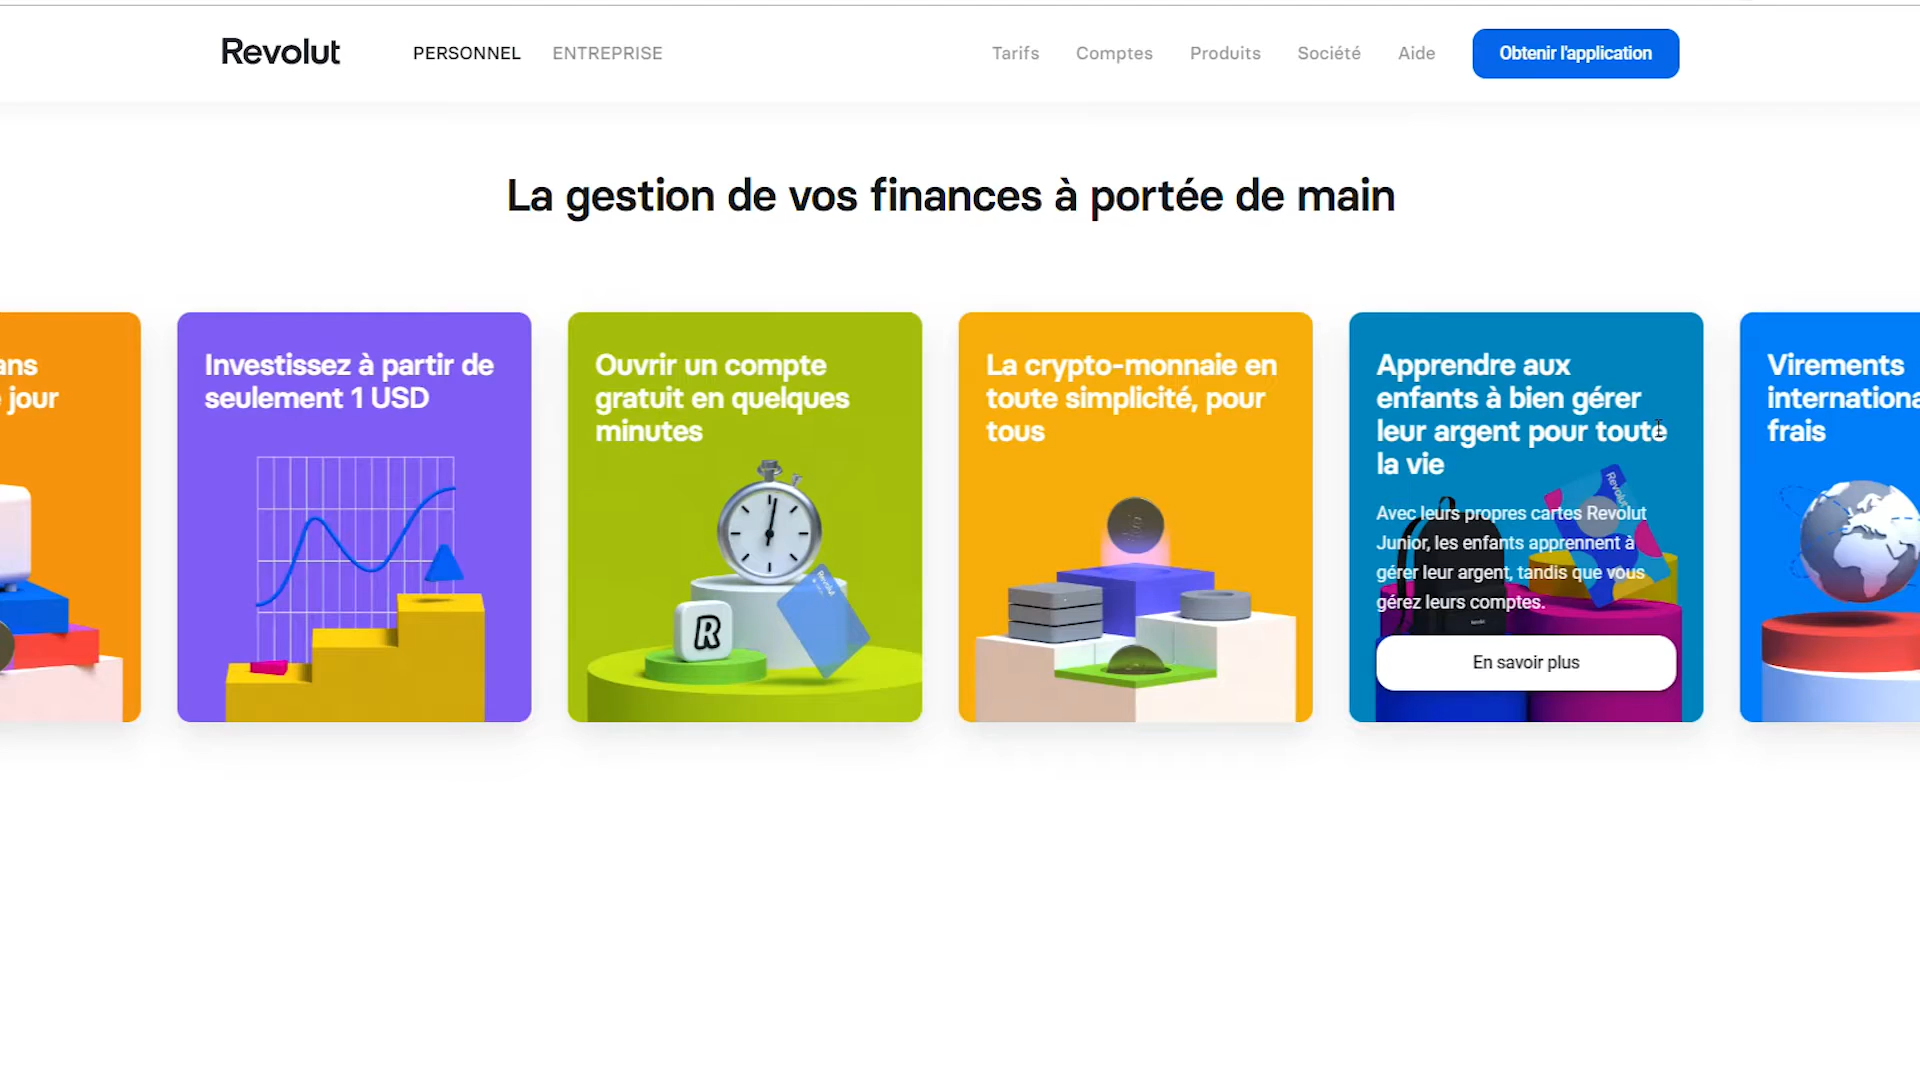 Revolut
PERSONNEL
ENTREPRISE
Tarifs
Comptes
Produits
Société
Aide
Obtenir l'application
La gestion de vos finances à portée de main
jour
Investissez à partir de
seulement 1 USD
Ouvrir un compte
gratuit en quelques
minutes
Revolut
R
La crypto-monnaie en
toute simplicité, pour
tous
Apprendre aux
enfants à bien gérer
leur argent pour toute
la vie
Revolut
Avec leurs propres cartes Revolut
Junior, les enfants apprennent à
gérer leur argent, tandis que vous
gérez leurs comptes.
En savoir plus
Virements
frais